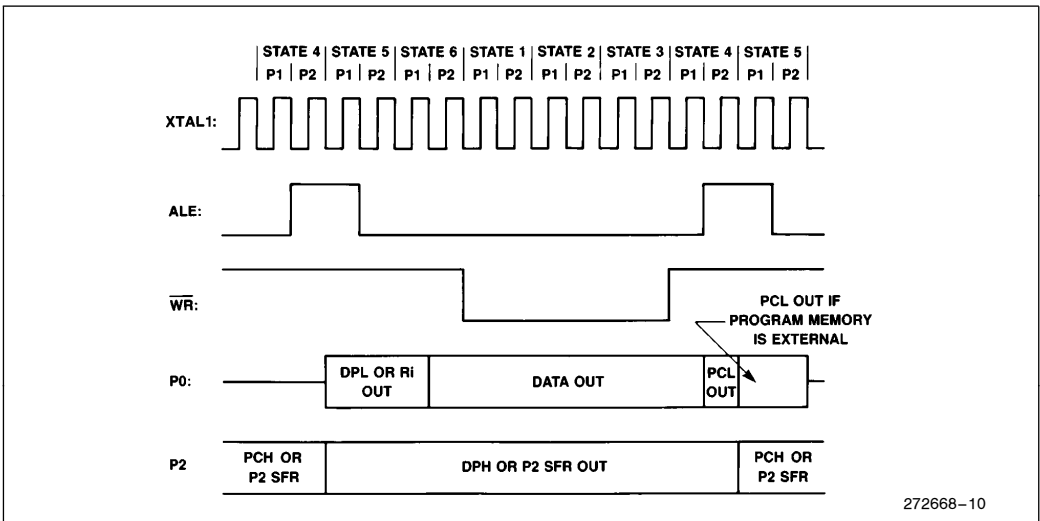 STATE 4 | STATE 5 | STATE 6 | STATE 1 | STATE 2 | STATE 3 | STATE 4 | STATE 5
P1 | P2 | P1 | P2 | P1 | P2 | P1 | P2 | P1 | P2 | P1 | P2 | P1 | P2 | P1 | P2
XTAL1:
ALE:
WR:
PCL OUT IF
PROGRAM MEMORY
IS EXTERNAL
P0:
DPL OR Ri
OUT
DATA OUT
PCL
OUT
P2
PCH OR
P2 SFR
DPH OR P2 SFR OUT
PCH OR
P2 SFR
272668-10